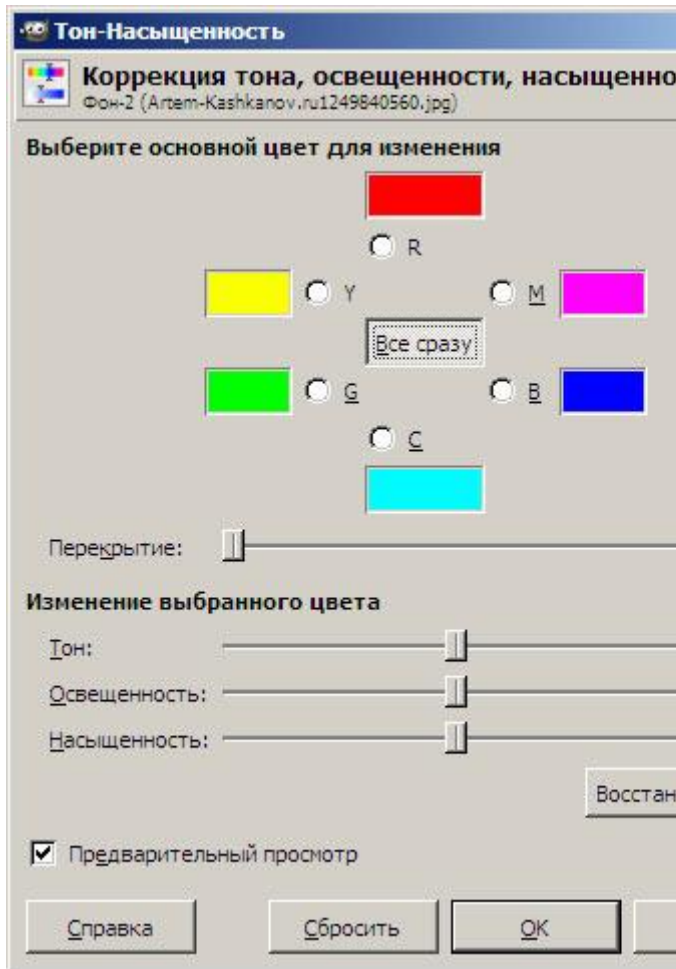 Тон-Насыщенность
Коррекция тона, освещенности, насыщенно
Фон-2 (Artem-Kashkanov.ru1249840560.jpg)
Выберите основной цвет для изменения
R
Y M
Все сразу
G B
C
Перекрытие:
Изменение выбранного цвета
Тон:
Освещенность:
Насыщенность:
Восстан
Предварительный просмотр
Справка Сбросить OK